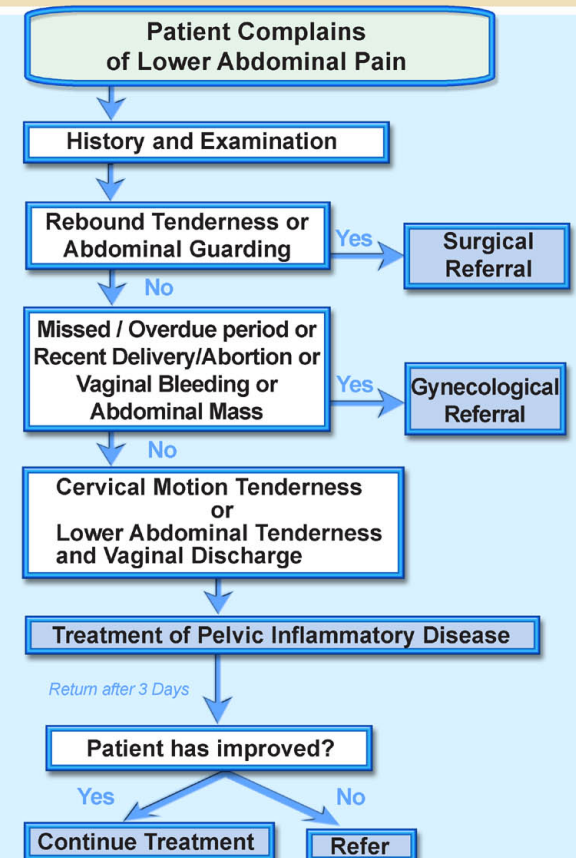 Patient Complains
of Lower Abdominal Pain
History and Examination
Rebound Tenderness or
Abdominal Guarding
Yes
Surgical
Referral
No
Missed / Overdue period or
Recent Delivery/Abortion or
Vaginal Bleeding or
Abdominal Mass
Yes
Gynecological
Referral
No
Cervical Motion Tenderness
or
Lower Abdominal Tenderness
and Vaginal Discharge
Treatment of Pelvic Inflammatory Disease
Return after 3 Days
Patient has improved?
Yes
No
Continue Treatment
Refer